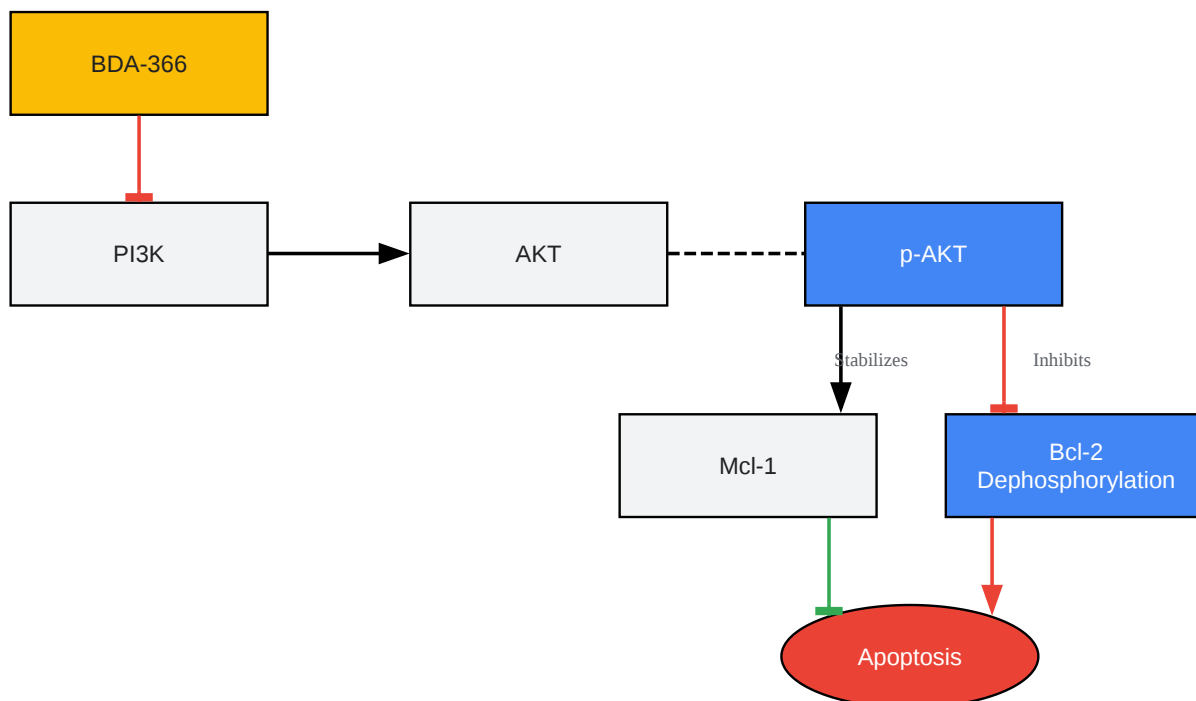 BDA-366
PI3K
AKT
p-AKT
Stabilizes
Inhibits
Mcl-1
Bcl-2
Dephosphorylation
Apoptosis